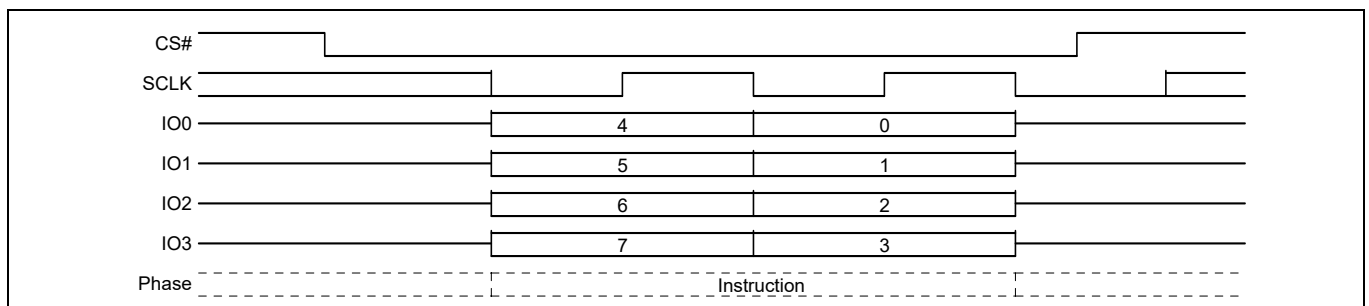 CS#
SCLK
IO0 4 0
IO1 5 1
IO2 6 2
IO3 7 3
Phase Instruction